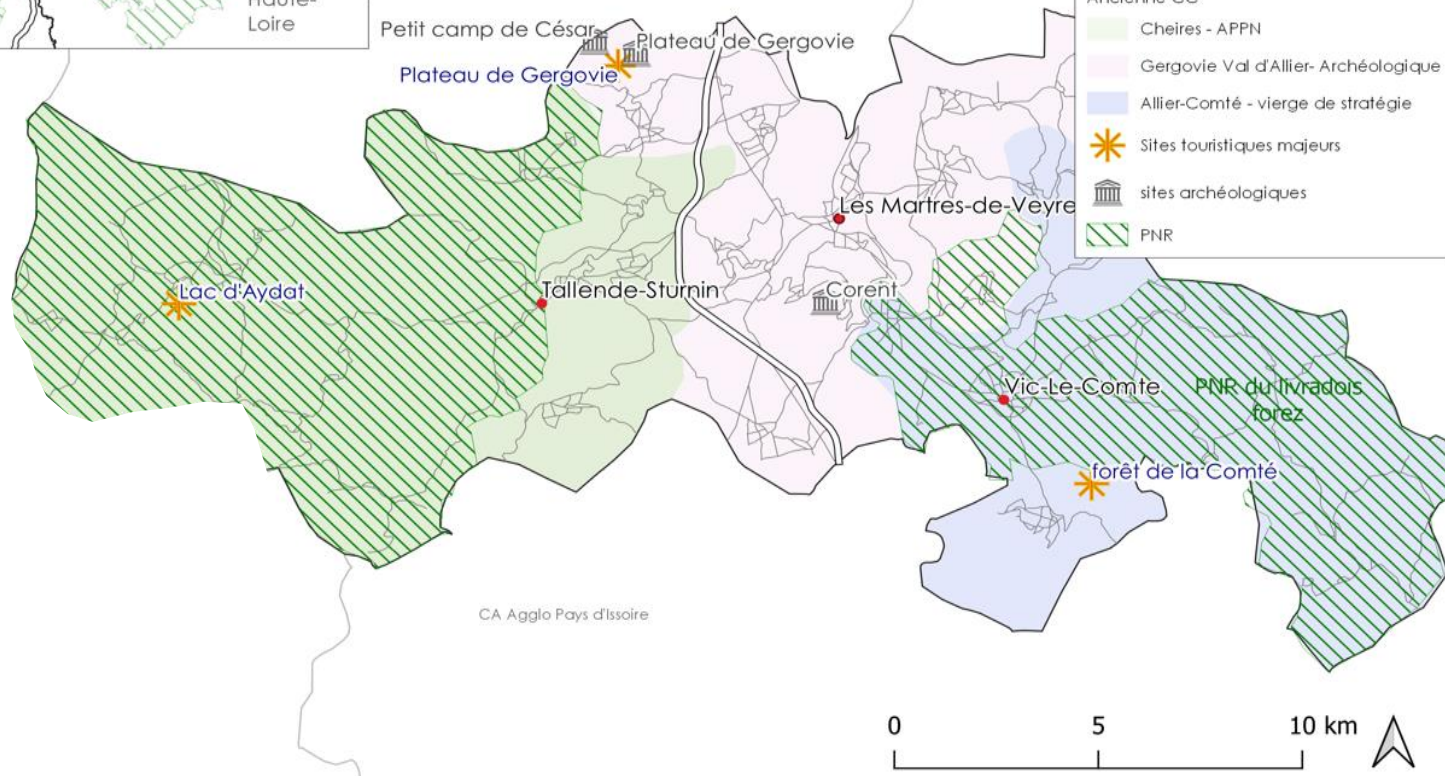 Haute-
Loire
Ancienne CC
Cheires - APPN
Gergovie Val d'Allier- Archéologique
Allier-Comté - vierge de stratégie
Sites touristiques majeurs
sites archéologiques
PNR
Petit camp de César
Plateau de Gergovie
Plateau de Gergovie
Les Martres-de-Veyre
Lac d'Aydat
Tallende-Sturnin
Corent
Vic-Le-Comte
PNR du livradois
forez
forêt de la Comté
CA Agglo Pays d'Issoire
0 5 10 km